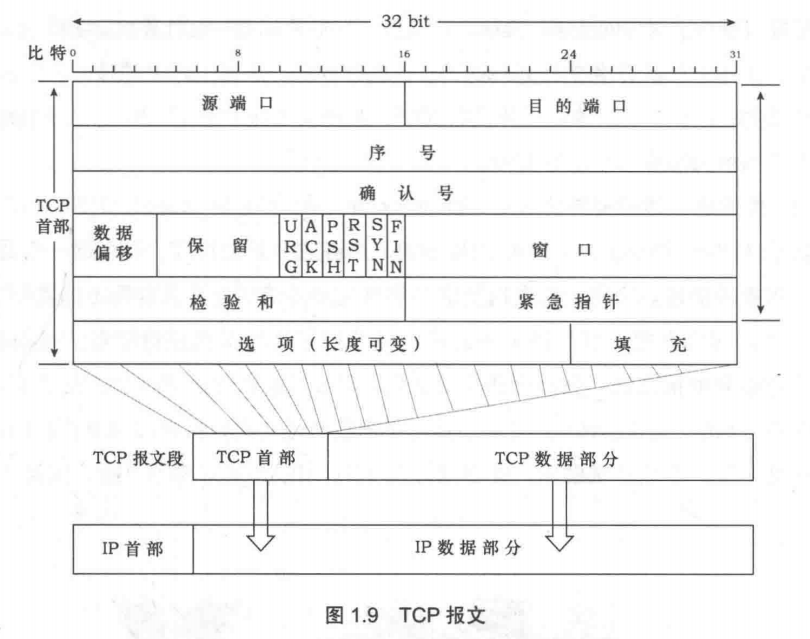 32 bit
比特 0 8 16 24 31
源端口 目的端口
序号
确认号
TCP
首部
数据
偏移
保留
URG
ACK
PSH
RST
SYN
FIN
窗口
检验和 紧急指针
选项(长度可变) 填充
TCP 报文段 TCP 首部 TCP 数据部分
IP 首部 IP 数据部分
图 1.9 TCP 报文